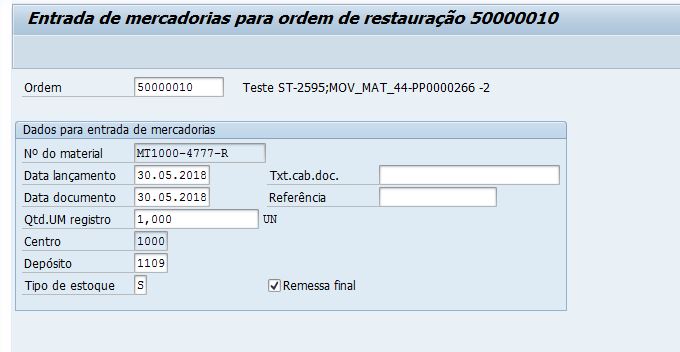 Entrada de mercadorias para ordem de restauração 50000010
Ordem 50000010 Teste ST-2595;MOV_MAT_44-PP0000266 -2
Dados para entrada de mercadorias
Nº do material MT1000-4777-R
Data lançamento 30.05.2018 Txt.cab.doc.
Data documento 30.05.2018 Referência
Qtd.UM registro 1,000 UN
Centro 1000
Depósito 1109
Tipo de estoque S Remessa final